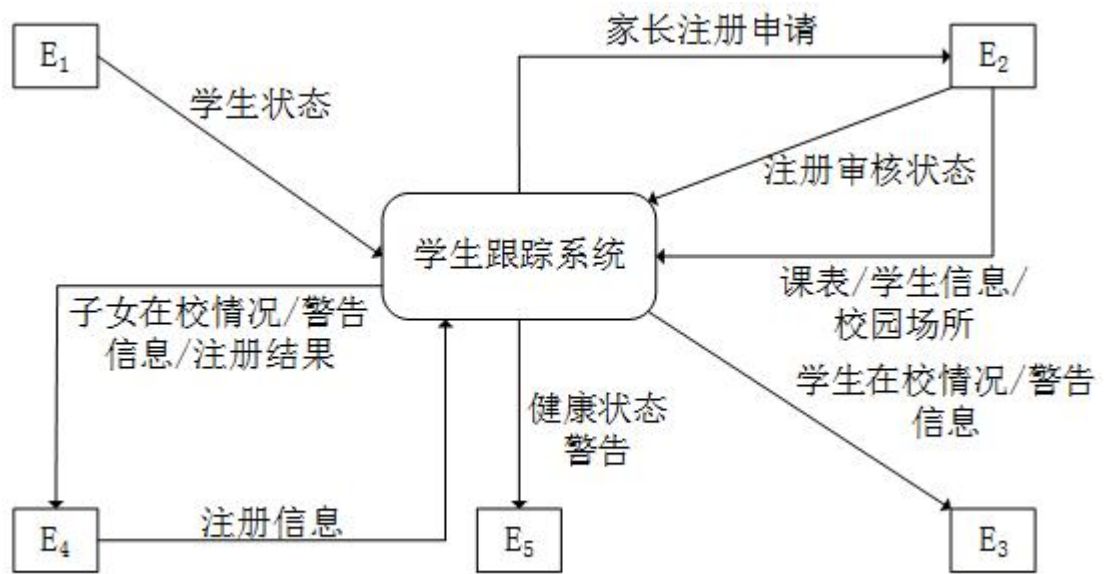 家长注册申请
E₁
E₂
学生状态
注册审核状态
学生跟踪系统
课表/学生信息/
校园场所
子女在校情况/警告
信息/注册结果
学生在校情况/警告
信息
健康状态
警告
注册信息
E₄
E₅
E₃